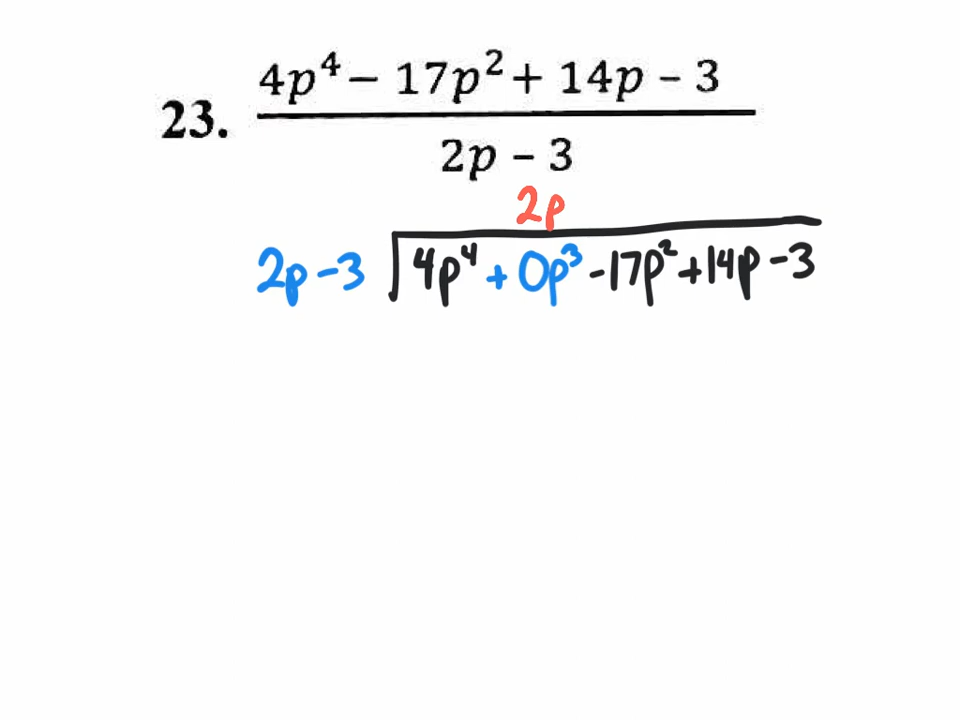 23. 4p⁴ − 17p² + 14p − 3
2p − 3
2p
2p − 3 4p⁴ + 0p³ − 17p² + 14p − 3